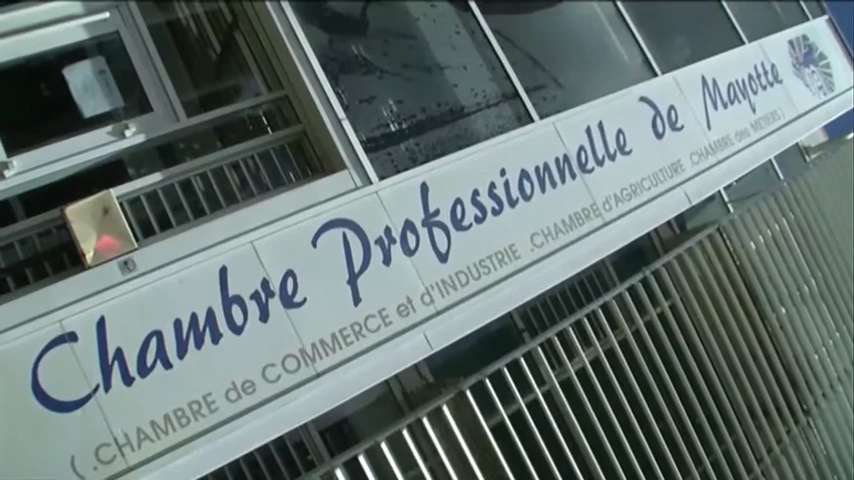 Chambre Professionnelle de Mayotte
(.CHAMBRE de COMMERCE et d'INDUSTRIE .CHAMBRE d'AGRICULTURE .CHAMBRE des METIERS)